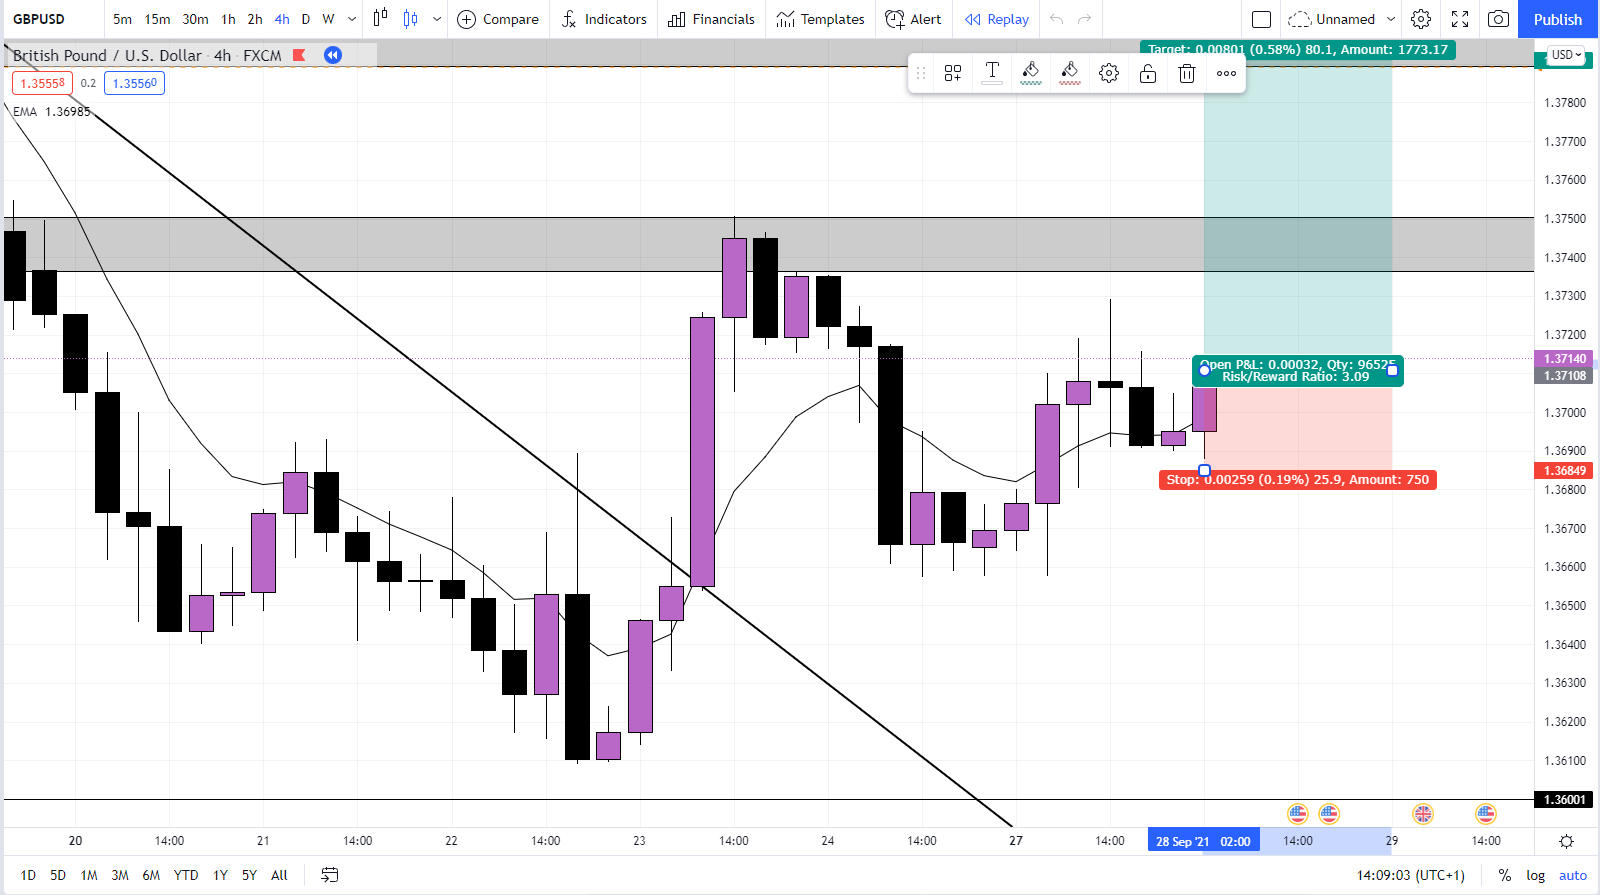 GBPUSD 5m 15m 30m 1h 2h 4h D W Compare Indicators Financials Templates Alert Replay Unnamed Publish
British Pound / U.S. Dollar · 4h · FXCM
Target: 0.00801 (0.58%) 80.1, Amount: 1773.17
USD
1.35558 0.2 1.35560
EMA 1.36985
1.37800
1.37700
1.37600
1.37500
1.37400
1.37300
1.37200
1.37140
1.37108
Open P&L: 0.00032, Qty: 96525
Risk/Reward Ratio: 3.09
1.37000
1.36900
1.36849
Stop: 0.00259 (0.19%) 25.9, Amount: 750
1.36800
1.36700
1.36600
1.36500
1.36400
1.36300
1.36200
1.36100
1.36001
20 14:00 21 14:00 22 14:00 23 14:00 24 14:00 27 14:00 28 Sep '21 02:00 14:00 29 14:00
1D 5D 1M 3M 6M YTD 1Y 5Y All 14:09:03 (UTC+1) % log auto